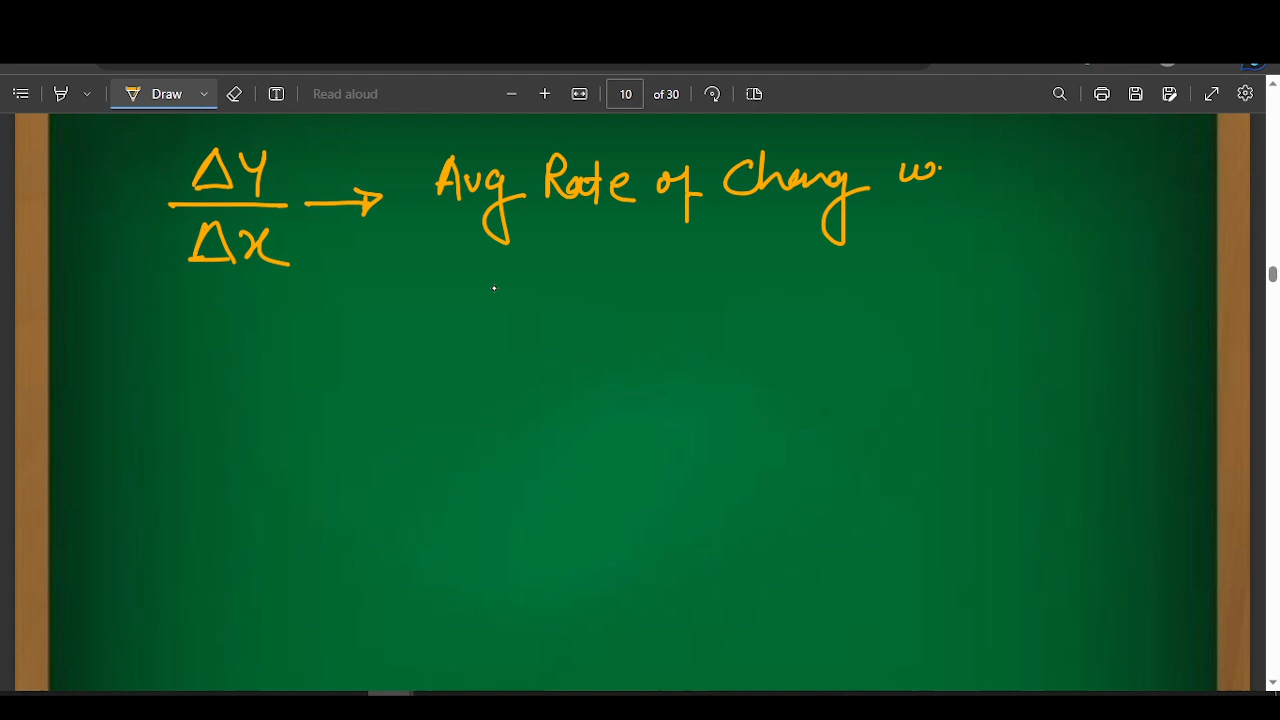 Draw Read aloud 10 of 30
ΔY
Δx
→ Avg Rate of Chang w.